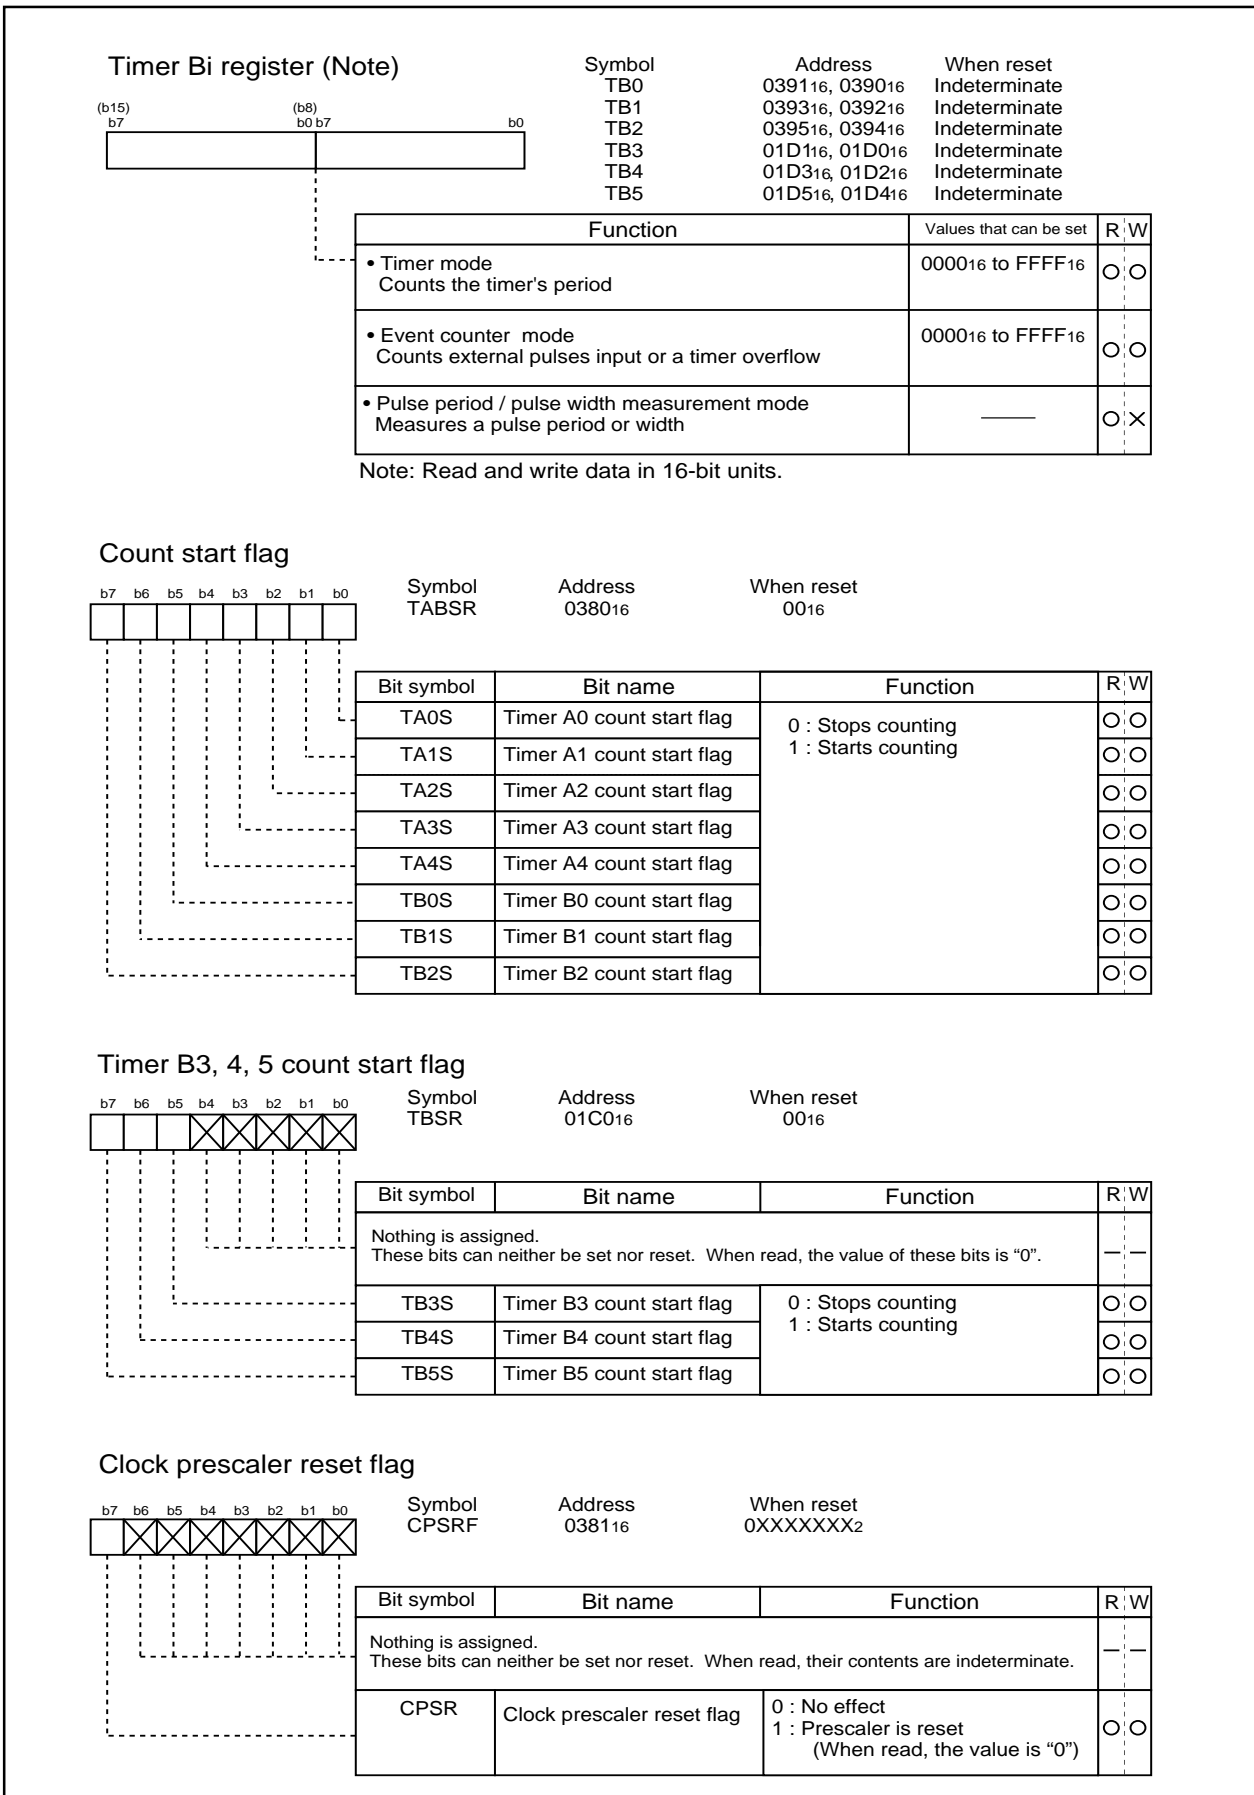 Timer Bi register (Note)
Symbol Address When reset
TB0 039116, 039016 Indeterminate
TB1 039316, 039216 Indeterminate
TB2 039516, 039416 Indeterminate
TB3 01D116, 01D016 Indeterminate
TB4 01D316, 01D216 Indeterminate
TB5 01D516, 01D416 Indeterminate
(b15) (b8)
b7 b0 b7 b0
Function Values that can be set R W
• Timer mode 000016 to FFFF16 O O
Counts the timer's period
• Event counter mode 000016 to FFFF16 O O
Counts external pulses input or a timer overflow
• Pulse period / pulse width measurement mode —— O X
Measures a pulse period or width
Note: Read and write data in 16-bit units.
Count start flag
Symbol Address When reset
TABSR 038016 0016
b7 b6 b5 b4 b3 b2 b1 b0
Bit symbol Bit name Function R W
TA0S Timer A0 count start flag 0 : Stops counting O O
TA1S Timer A1 count start flag 1 : Starts counting O O
TA2S Timer A2 count start flag O O
TA3S Timer A3 count start flag O O
TA4S Timer A4 count start flag O O
TB0S Timer B0 count start flag O O
TB1S Timer B1 count start flag O O
TB2S Timer B2 count start flag O O
Timer B3, 4, 5 count start flag
Symbol Address When reset
TBSR 01C016 0016
b7 b6 b5 b4 b3 b2 b1 b0
Bit symbol Bit name Function R W
Nothing is assigned.
These bits can neither be set nor reset. When read, the value of these bits is “0”. — —
TB3S Timer B3 count start flag 0 : Stops counting O O
TB4S Timer B4 count start flag 1 : Starts counting O O
TB5S Timer B5 count start flag O O
Clock prescaler reset flag
Symbol Address When reset
CPSRF 038116 0XXXXXXX2
b7 b6 b5 b4 b3 b2 b1 b0
Bit symbol Bit name Function R W
Nothing is assigned.
These bits can neither be set nor reset. When read, their contents are indeterminate. — —
CPSR Clock prescaler reset flag 0 : No effect O O
1 : Prescaler is reset
(When read, the value is “0”)